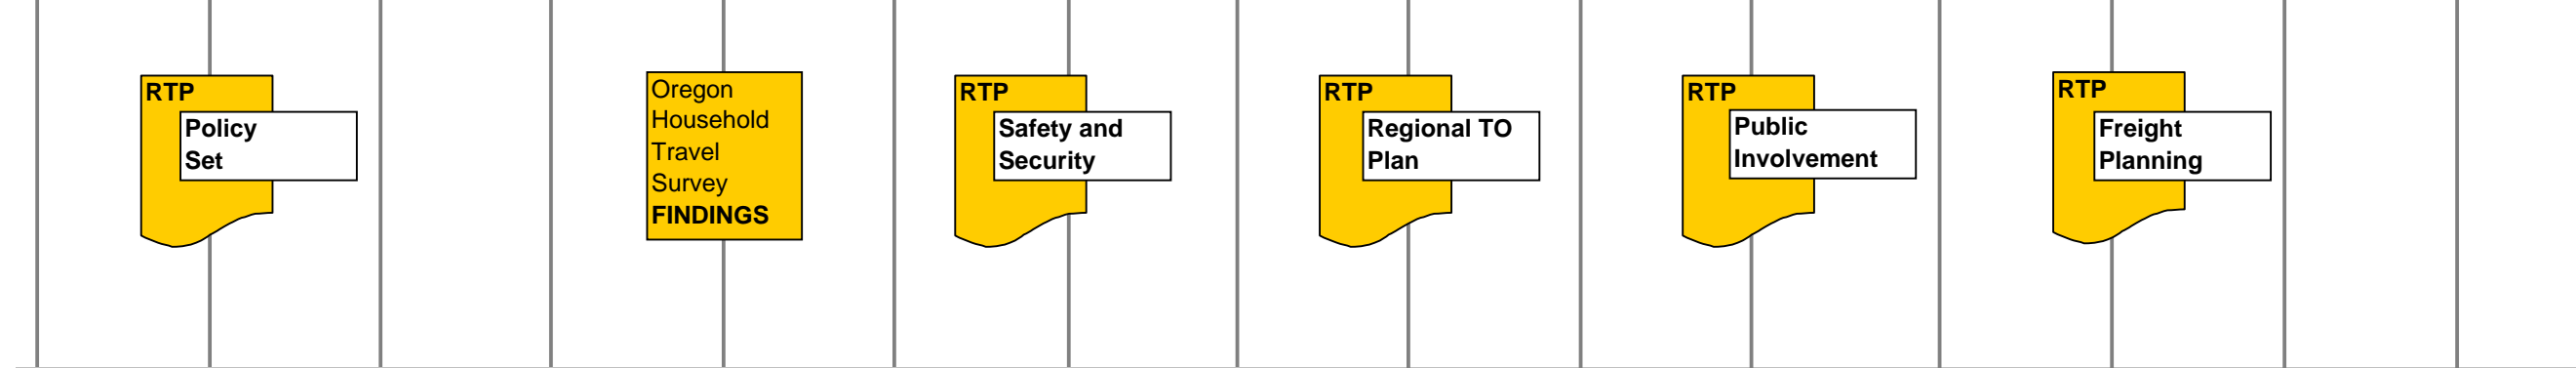 RTP
Policy
Set
Oregon
Household
Travel
Survey
FINDINGS
RTP
Safety and
Security
RTP
Regional TO
Plan
RTP
Public
Involvement
RTP
Freight
Planning